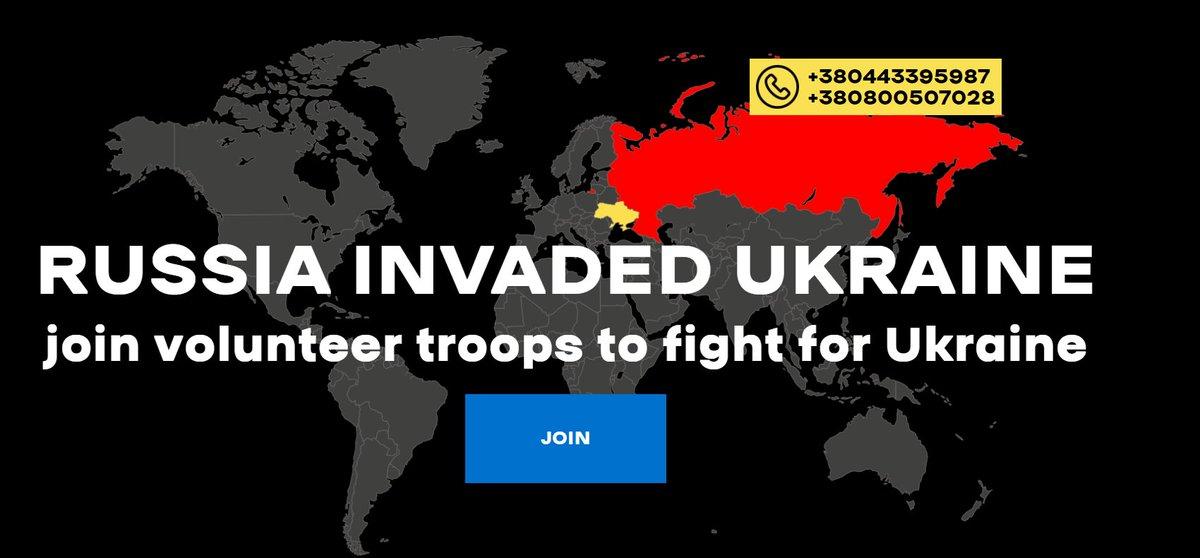 +380443395987
+380800507028
RUSSIA INVADED UKRAINE
join volunteer troops to fight for Ukraine
JOIN